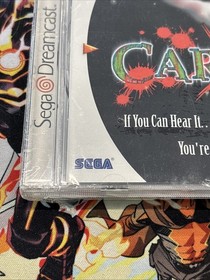 Sega Dreamcast
CAR
If You Can Hear It..
You're
SEGA